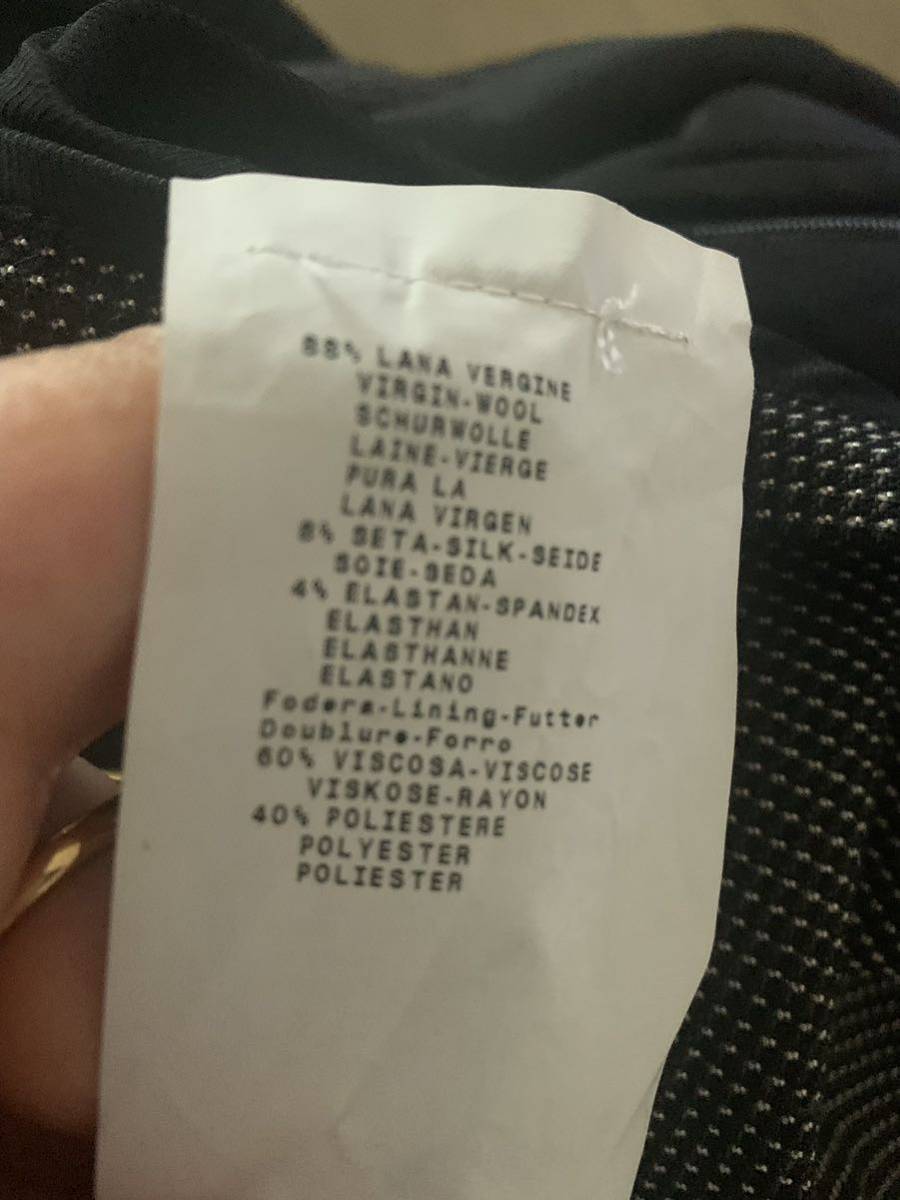 88% LANA VERGINE
VIRGIN-WOOL
SCHURWOLLE
LAINE-VIERGE
PURA LA
LANA VIRGEN
8% SETA-SILK-SEIDE
SOIE-SEDA
4% ELASTAN-SPANDEX
ELASTHAN
ELASTHANNE
ELASTANO
Fodera-Lining-Futter
Doublure-Forro
60% VISCOSA-VISCOSE
VISKOSE-RAYON
40% POLIESTERE
POLYESTER
POLIESTER